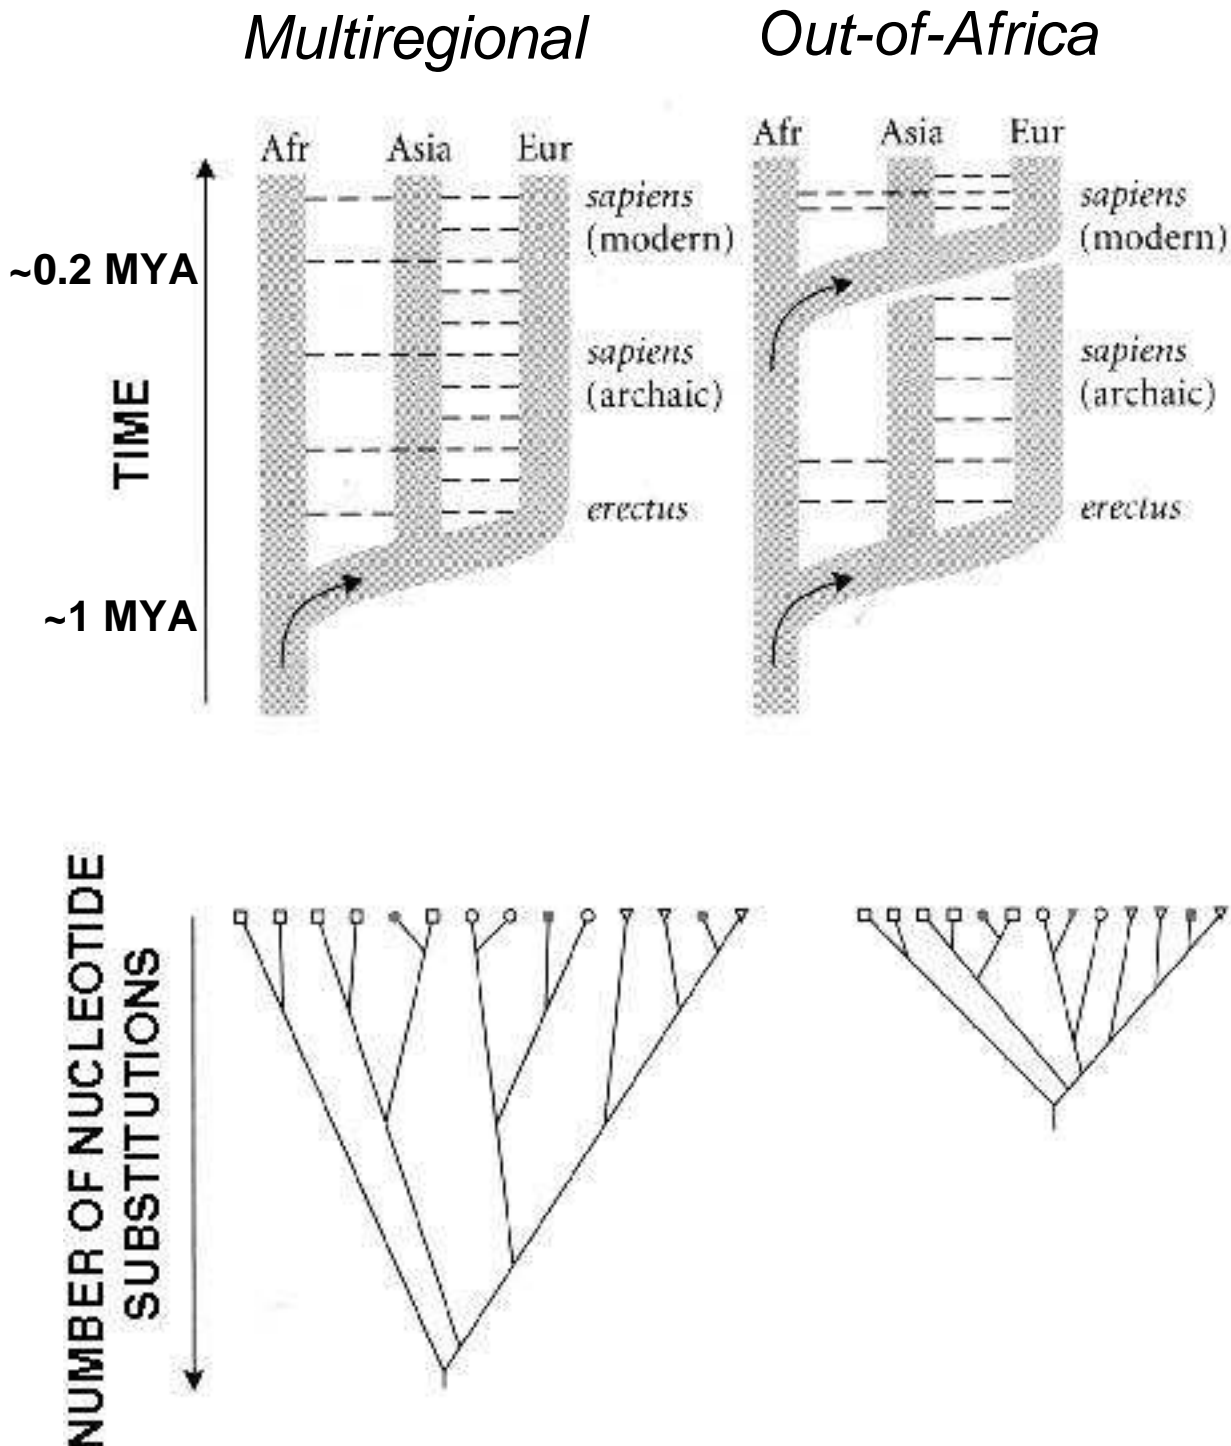 Multiregional
Out-of-Africa
Afr Asia Eur
Afr Asia Eur
sapiens
(modern)
sapiens
(modern)
~0.2 MYA
sapiens
(archaic)
sapiens
(archaic)
TIME
erectus
erectus
~1 MYA
NUMBER OF NUCLEOTIDE
SUBSTITUTIONS